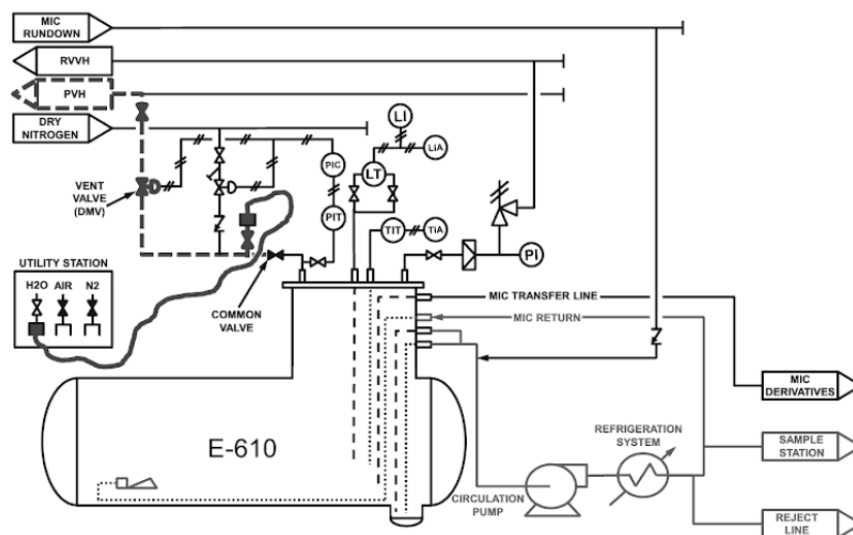 MIC
RUNDOWN
RVVH
PVH
DRY
NITROGEN
LI
LiA
PIC
LT
VENT
VALVE
(DMV)
PIT
TIT
TiA
PI
UTILITY STATION
H2O AIR N2
COMMON
VALVE
MIC TRANSFER LINE
MIC RETURN
MIC
DERIVATIVES
E-610
REFRIGERATION
SYSTEM
SAMPLE
STATION
CIRCULATION
PUMP
REJECT
LINE